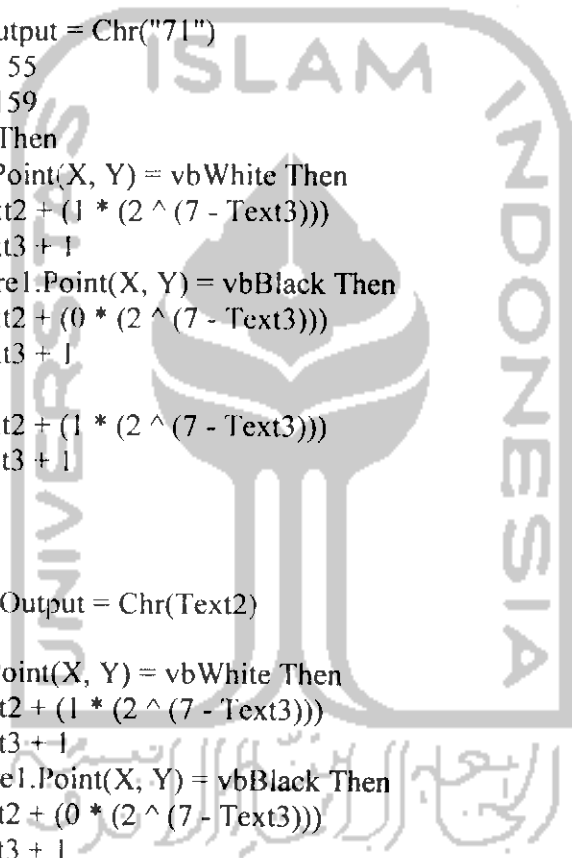 utput = Chr("71")
55
159
Then
Point(X, Y) = vbWhite Then
t2 + (1 * (2 ^ (7 - Text3)))
t3 + 1
re1.Point(X, Y) = vbBlack Then
t2 + (0 * (2 ^ (7 - Text3)))
t3 + 1
t2 + (1 * (2 ^ (7 - Text3)))
t3 + 1
Output = Chr(Text2)
Point(X, Y) = vbWhite Then
t2 + (1 * (2 ^ (7 - Text3)))
t3 + 1
re1.Point(X, Y) = vbBlack Then
t2 + (0 * (2 ^ (7 - Text3)))
t3 + 1
UNIVERSITAS
ISLAM
INDONESIA